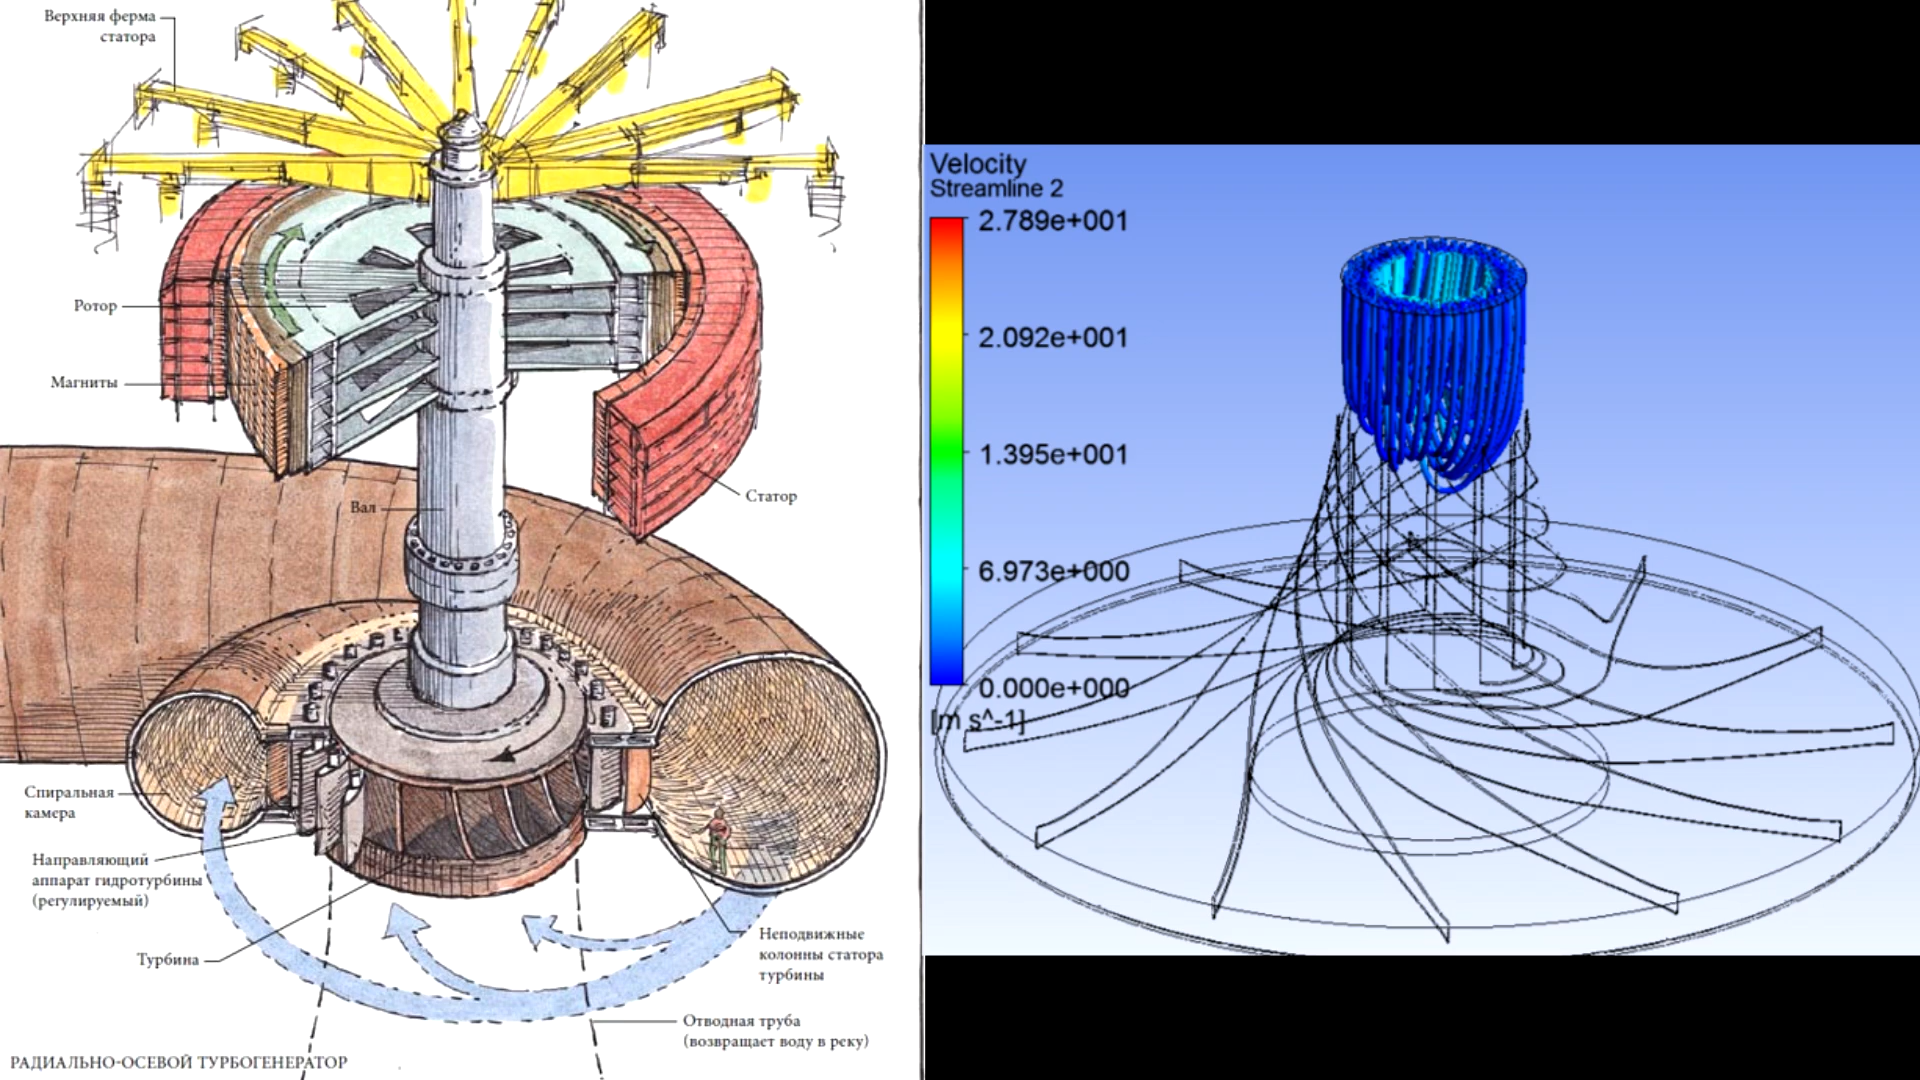 Верхняя ферма
статора
Ротор
Магниты
Вал
Статор
Спиральная
камера
Направляющий
аппарат гидротурбины
(регулируемый)
Турбина
Неподвижные
колонны статора
турбины
Отводная труба
(возвращает воду в реку)
РАДИАЛЬНО-ОСЕВОЙ ТУРБОГЕНЕРАТОР
Velocity
Streamline 2
2.789e+001
2.092e+001
1.395e+001
6.973e+000
0.000e+000
[m s^-1]